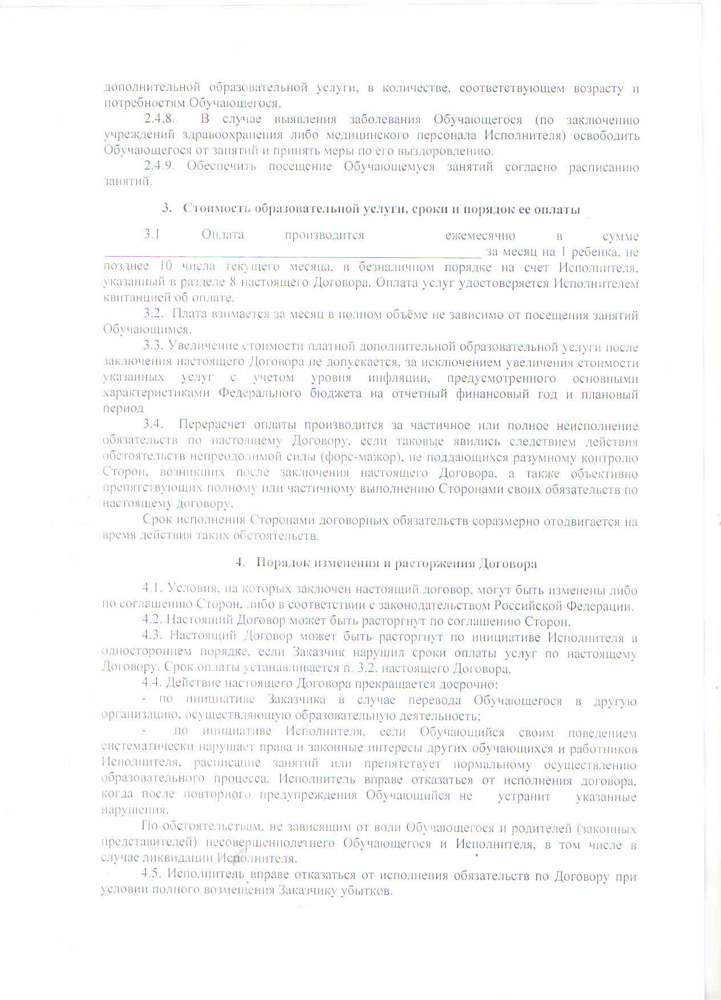 дополнительной образовательной услуги, в количестве, соответствующем возрасту и
потребностям Обучающегося.
2.4.8. В случае выявления заболевания Обучающегося (по заключению
учреждений здравоохранения либо медицинского персонала Исполнителя) освободить
Обучающегося от занятий и принять меры по его выздоровлению.
2.4.9. Обеспечить посещение Обучающемуся занятий согласно расписанию
занятий.
3. Стоимость образовательной услуги, сроки и порядок ее оплаты
3.1 Оплата производится ежемесячно в сумме
_______________________________________________ за месяц на 1 ребенка, не
позднее 10 числа текущего месяца, в безналичном порядке на счет Исполнителя,
указанный в разделе 8 настоящего Договора. Оплата услуг удостоверяется Исполнителем
квитанцией об оплате.
3.2. Плата взимается за месяц в полном объёме не зависимо от посещения занятий
Обучающимся.
3.3. Увеличение стоимости платной дополнительной образовательной услуги после
заключения настоящего Договора не допускается, за исключением увеличения стоимости
указанных услуг с учетом уровня инфляции, предусмотренного основными
характеристиками Федерального бюджета на отчетный финансовый год и плановый
период
3.4. Перерасчет оплаты производится за частичное или полное неисполнение
обязательств по настоящему Договору, если таковые явились следствием действия
обстоятельств непреодолимой силы (форс-мажор), не поддающихся разумному контролю
Сторон, возникших после заключения настоящего Договора, а также объективно
препятствующих полному или частичному выполнению Сторонами своих обязательств по
настоящему договору.
Срок исполнения Сторонами договорных обязательств соразмерно отодвигается на
время действия таких обстоятельств.
4. Порядок изменения и расторжения Договора
4.1. Условия, на которых заключен настоящий договор, могут быть изменены либо
по соглашению Сторон, либо в соответствии с законодательством Российской Федерации.
4.2. Настоящий Договор может быть расторгнут по соглашению Сторон.
4.3. Настоящий Договор может быть расторгнут по инициативе Исполнителя в
одностороннем порядке, если Заказчик нарушил сроки оплаты услуг по настоящему
Договору. Срок оплаты устанавливается п. 3.2. настоящего Договора.
4.4. Действие настоящего Договора прекращается досрочно:
- по инициативе Заказчика в случае перевода Обучающегося в другую
организацию, осуществляющую образовательную деятельность;
- по инициативе Исполнителя, если Обучающийся своим поведением
систематически нарушает права и законные интересы других обучающихся и работников
Исполнителя, расписание занятий или препятствует нормальному осуществлению
образовательного процесса. Исполнитель вправе отказаться от исполнения договора,
когда после повторного предупреждения Обучающийся не устранит указанные
нарушения.
По обстоятельствам, не зависящим от воли Обучающегося и родителей (законных
представителей) несовершеннолетнего Обучающегося и Исполнителя, в том числе в
случае ликвидации Исполнителя.
4.5. Исполнитель вправе отказаться от исполнения обязательств по Договору при
условии полного возмещения Заказчику убытков.